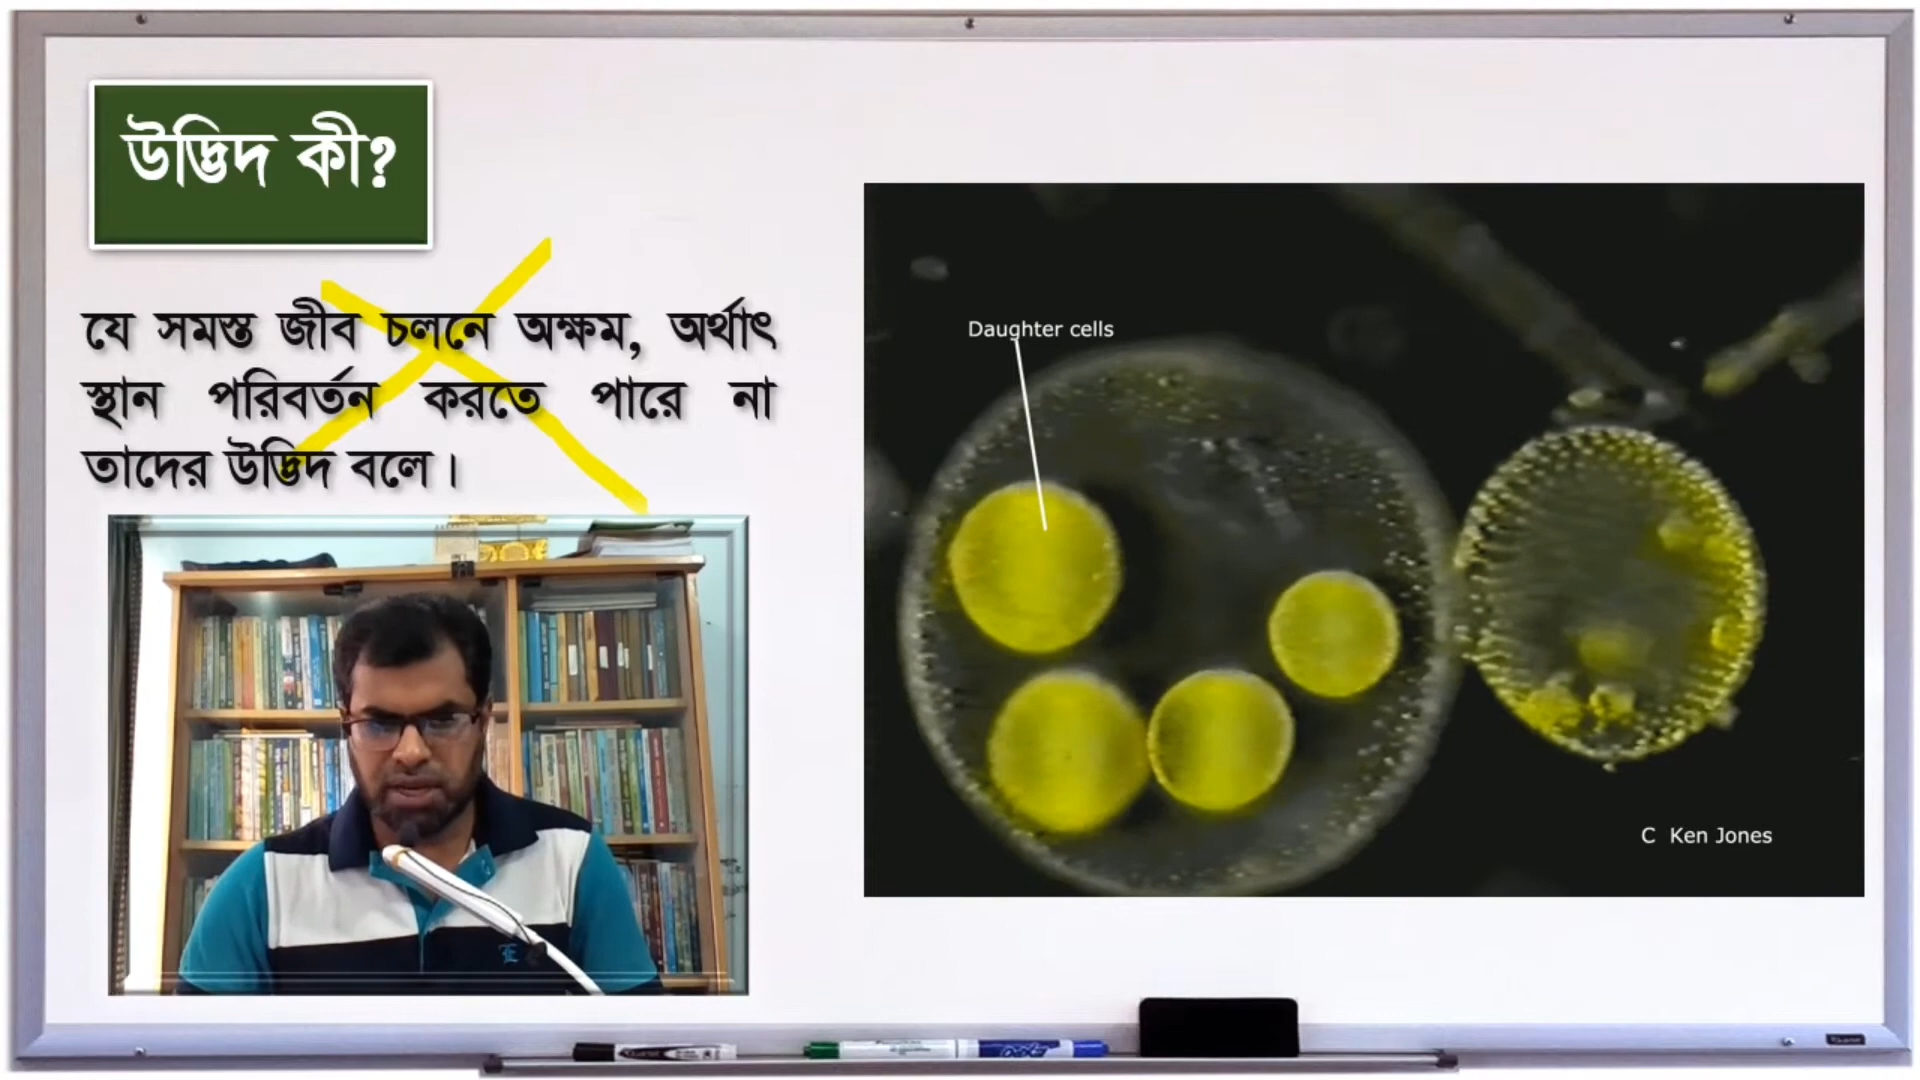 উদ্ভিদ কী?
যে সমস্ত জীব চলনে অক্ষম, অর্থাৎ
স্থান পরিবর্তন করতে পারে না
তাদের উদ্ভিদ বলে।
Daughter cells
C Ken Jones